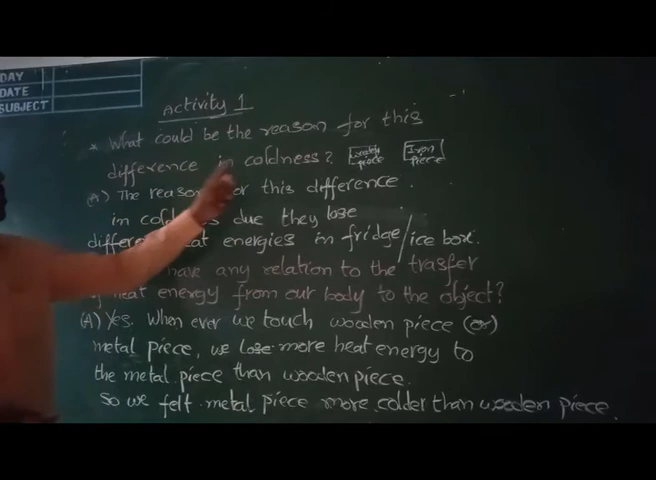 DAY
DATE
SUBJECT
Activity 1
* What could be the reason for this
difference in coldness? wooden piece Iron piece
(A) The reason for this difference.
in due they lose
energies in fridge/ice box.
have any relation to the trasfer
heat energy from our body to the object?
(A) Yes. When ever we touch wooden piece (or)
metal piece, we lose more heat energy to
the metal piece than wooden piece.
So we felt metal piece more colder than wooden piece.